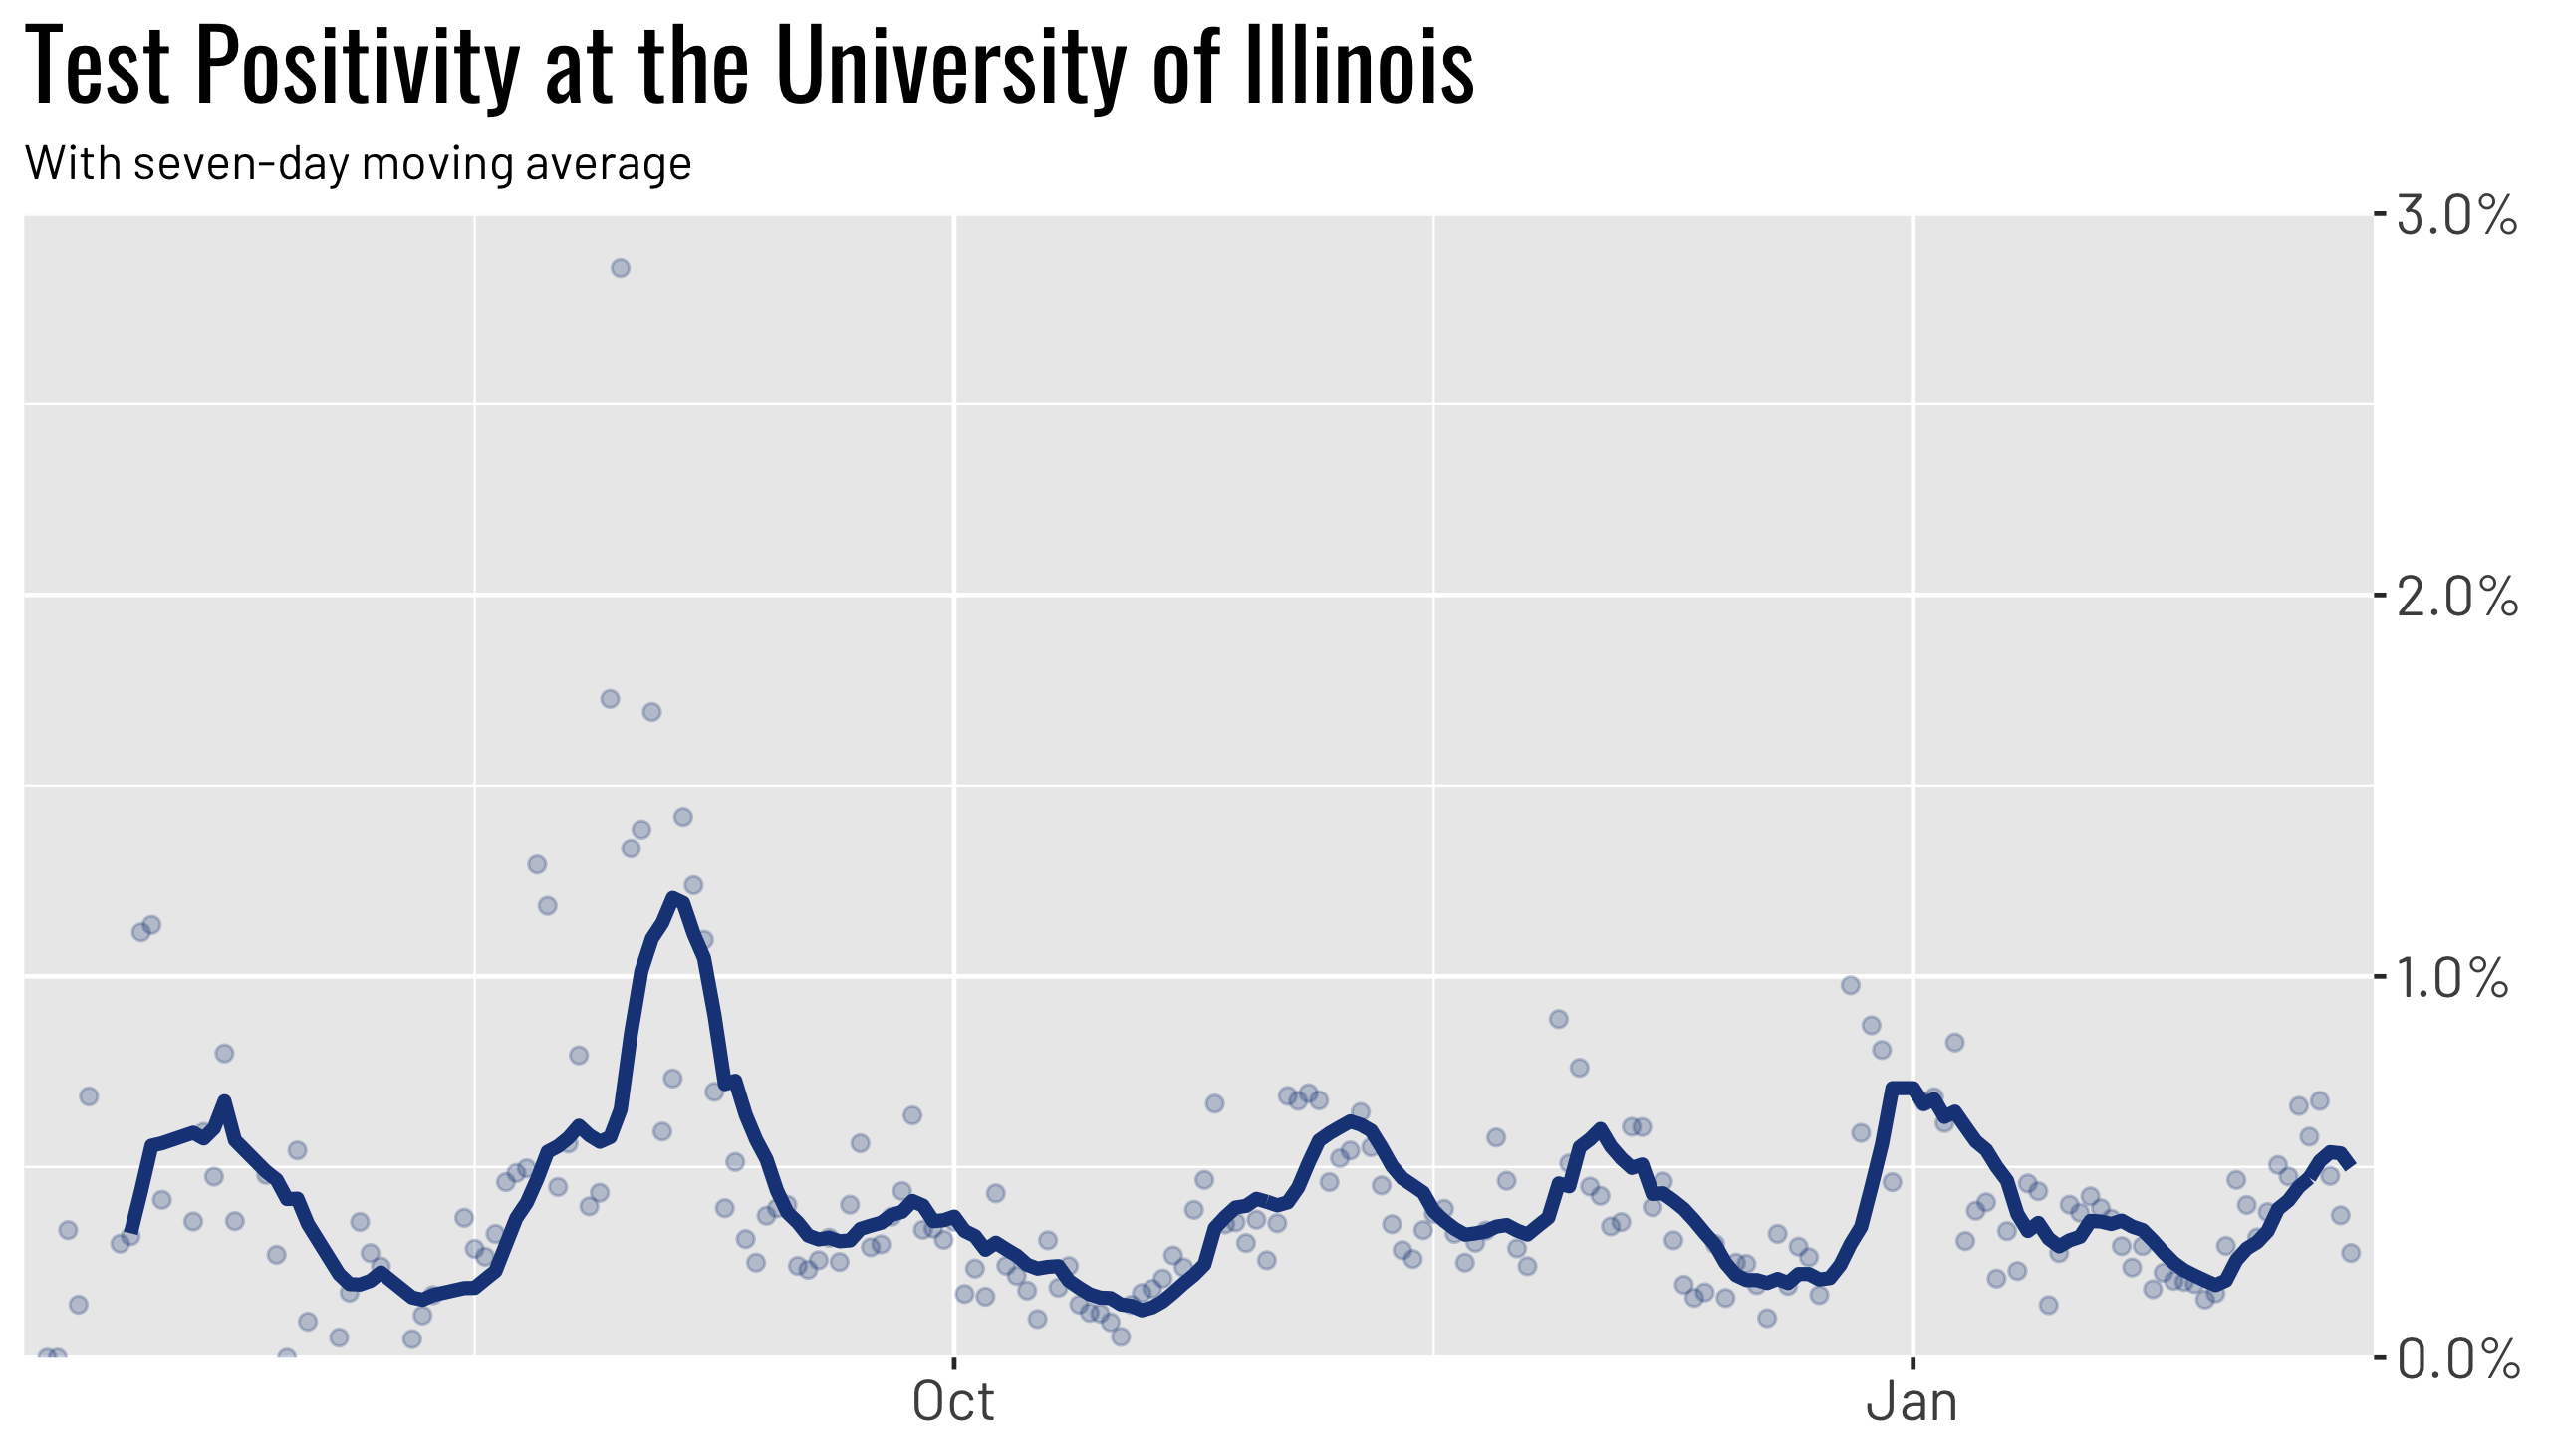 Test Positivity at the University of Illinois
With seven-day moving average
3.0%
2.0%
1.0%
0.0%
Oct
Jan